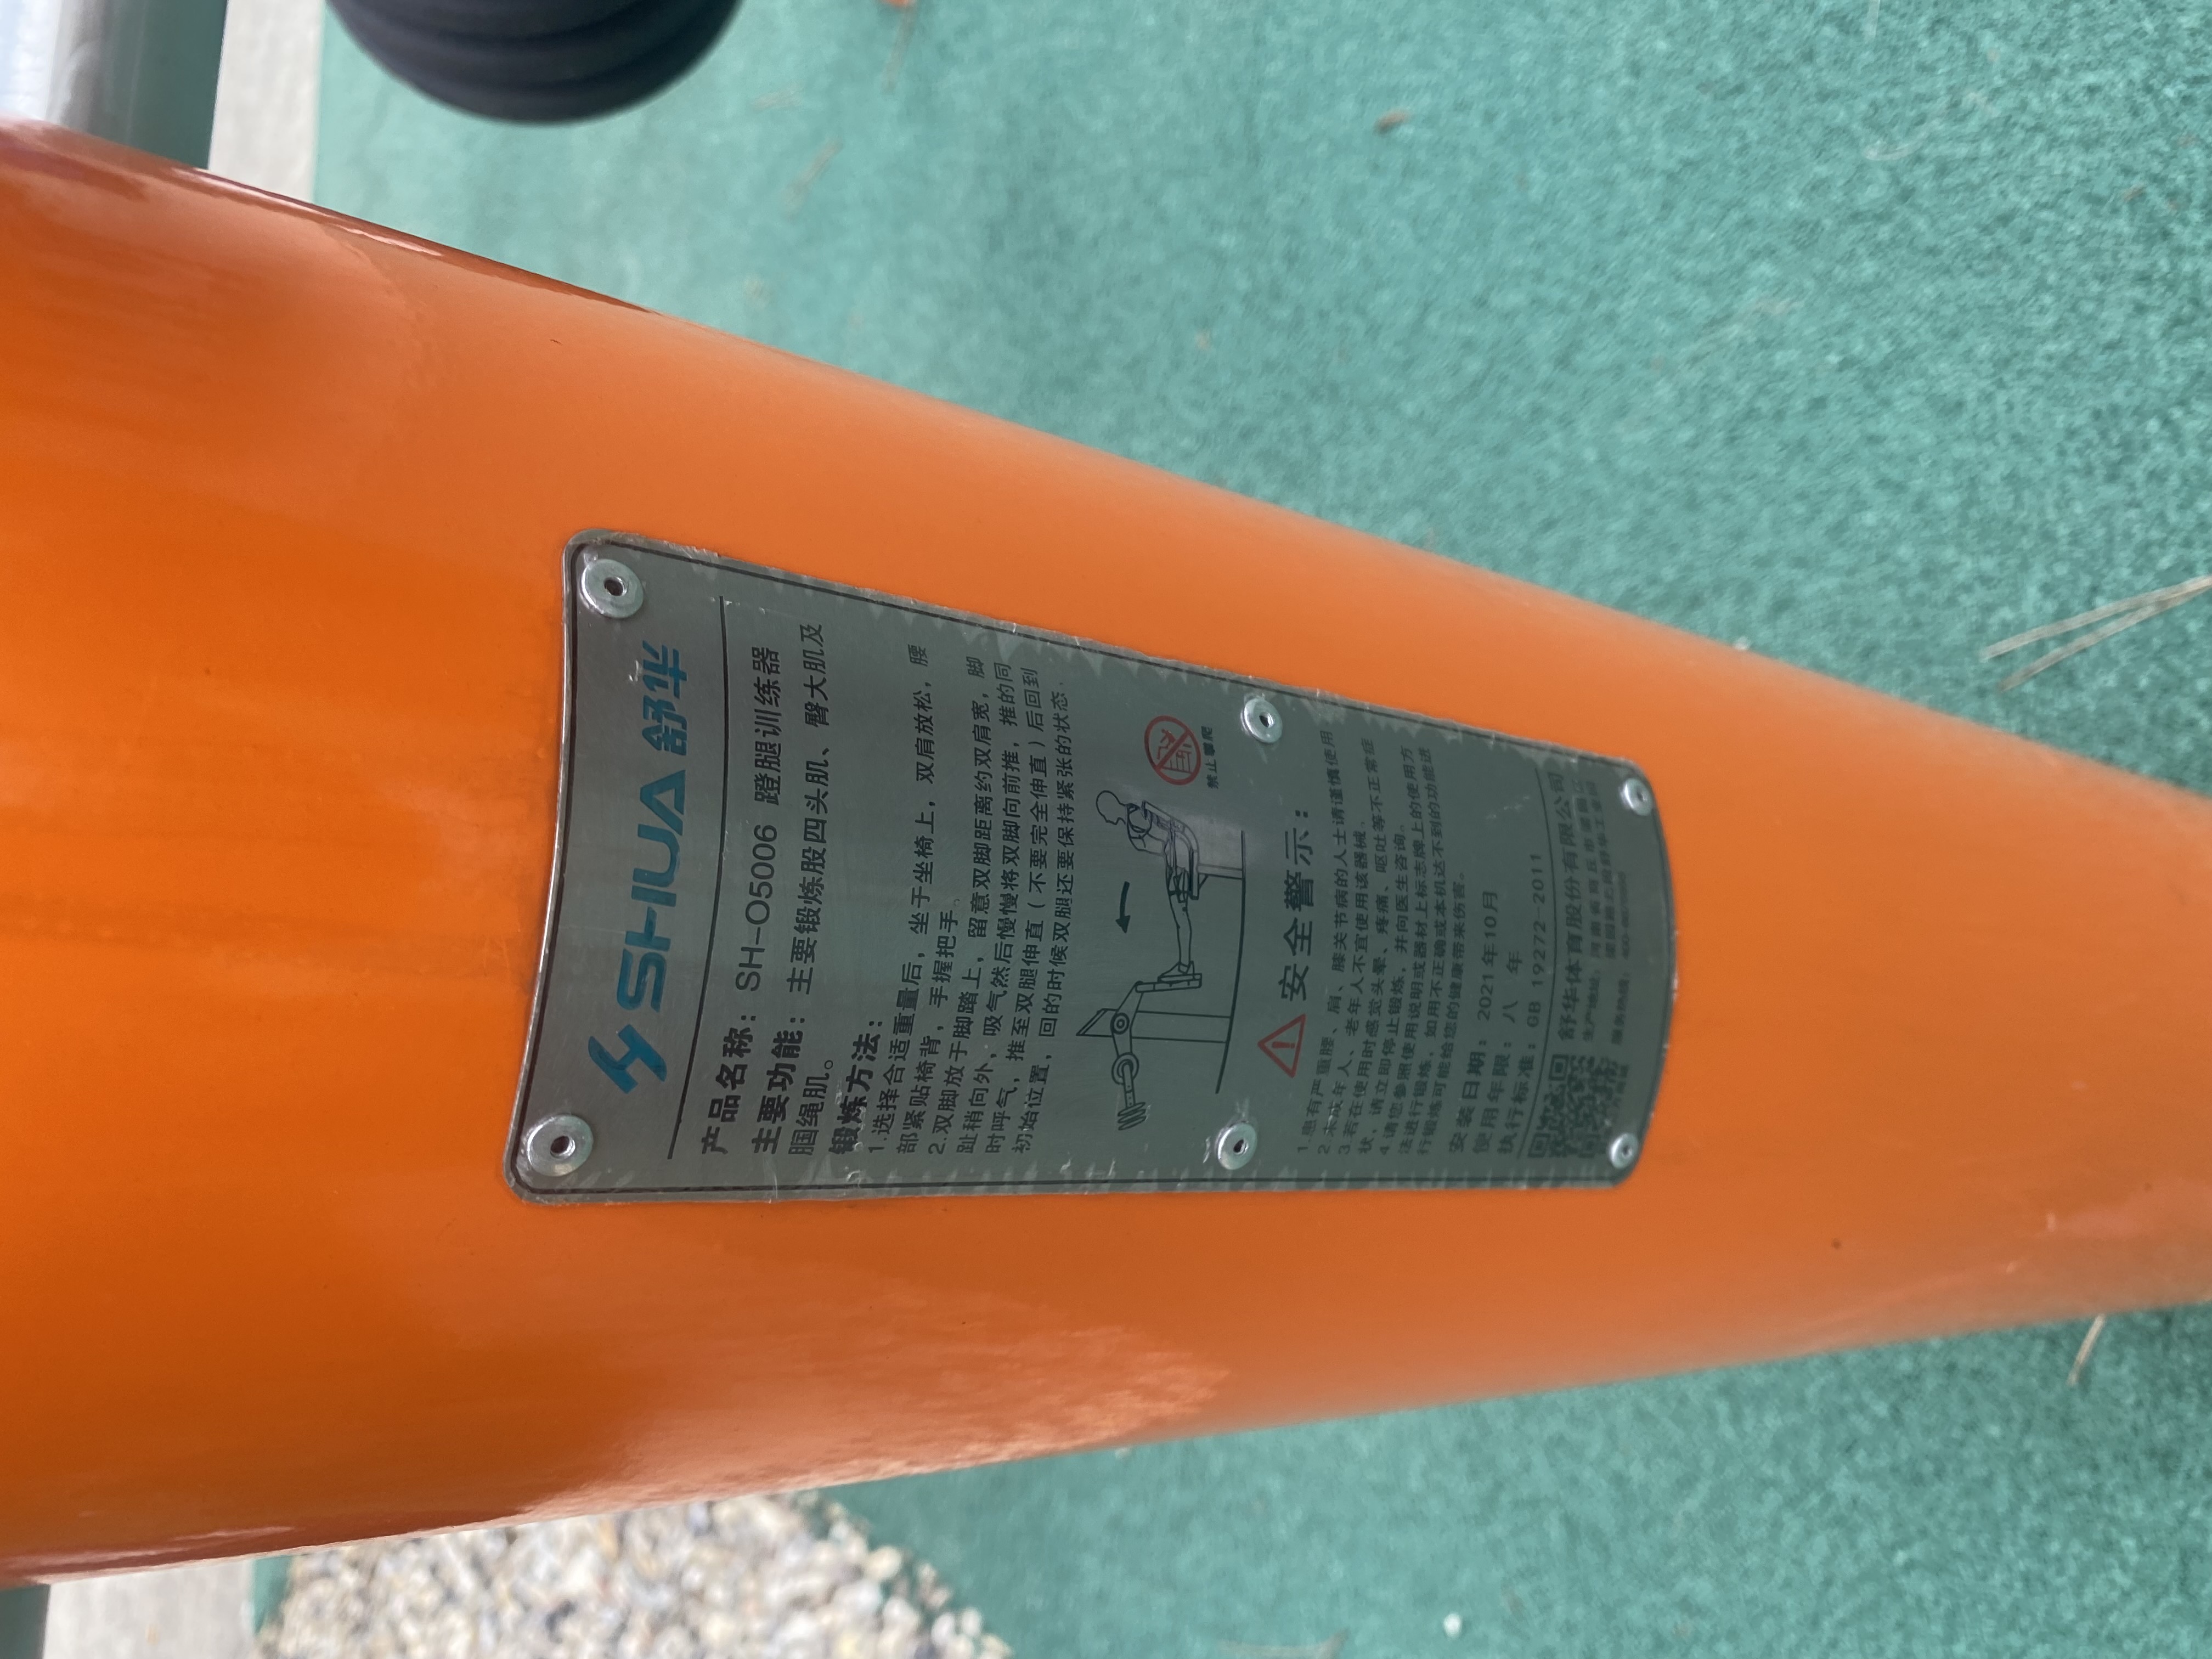 SHUA 舒华
产品名称：SH-O5006 蹬腿训练器
主要功能：主要锻炼股四头肌、臀大肌及
腘绳肌。
锻炼方法：
1.选择合适重量后，坐于坐椅上，双肩放松，腰
部紧贴椅背，手握把手。
2.双脚放于脚踏上，留意双脚距离约双肩宽，脚
趾稍向外，吸气然后慢慢将双脚向前推，推的同
时呼气，推至双腿伸直（不要完全伸直）后回到
初始位置，回的时候双腿还要保持紧张的状态.
禁止攀爬
安全警示：
1.患有严重腰、肩、膝关节病的人士请谨慎使用
2.未成年人、老年人不宜使用该器械、
3.若在使用时感觉头晕、疼痛、呕吐等不正常症
状，请立即停止锻炼，并向医生咨询。
4.请您参照使用说明或器材上标志牌上的使用方
法进行锻炼，如用不正确或本机达不到的功能进
行锻炼可能给您的健康带来伤害。
安装日期：2021年10月
使用年限：八 年
执行标准：GB 19272-2011
舒华体育股份有限公司
生产地址：河南省商丘市
服务热线：